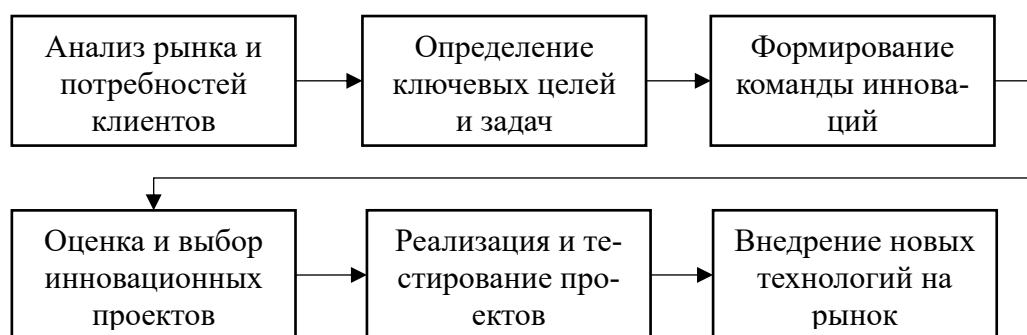 Анализ рынка и
потребностей
клиентов
Определение
ключевых целей
и задач
Формирование
команды иннова-
ций
Оценка и выбор
инновационных
проектов
Реализация и те-
стирование про-
ектов
Внедрение новых
технологий на
рынок